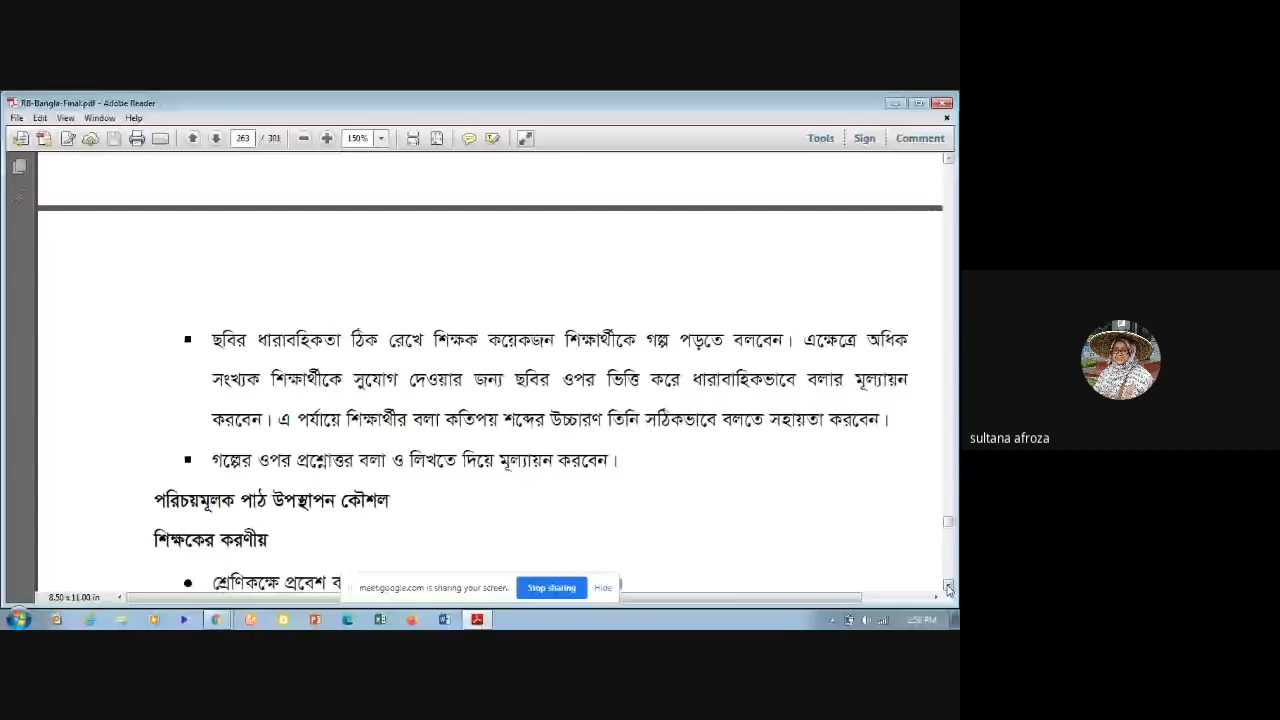 RB-Bangla-Final.pdf - Adobe Reader
File Edit View Window Help
263 / 301 150% Tools Sign Comment
▪ ছবির ধারাবহিকতা ঠিক রেখে শিক্ষক কয়েকজন শিক্ষার্থীকে গল্প পড়তে বলবেন। এক্ষেত্রে অধিক
সংখ্যক শিক্ষার্থীকে সুযোগ দেওয়ার জন্য ছবির ওপর ভিত্তি করে ধারাবাহিকভাবে বলার মূল্যায়ন
করবেন। এ পর্যায়ে শিক্ষার্থীর বলা কতিপয় শব্দের উচ্চারণ তিনি সঠিকভাবে বলতে সহায়তা করবেন।
▪ গল্পের ওপর প্রশ্নোত্তর বলা ও লিখতে দিয়ে মূল্যায়ন করবেন।
পরিচয়মূলক পাঠ উপস্থাপন কৌশল
শিক্ষকের করণীয়
● শ্রেণিকক্ষে প্রবেশ
meet.google.com is sharing your screen. Stop sharing Hide
8.50 x 11.00 in
2:58 PM
sultana afroza